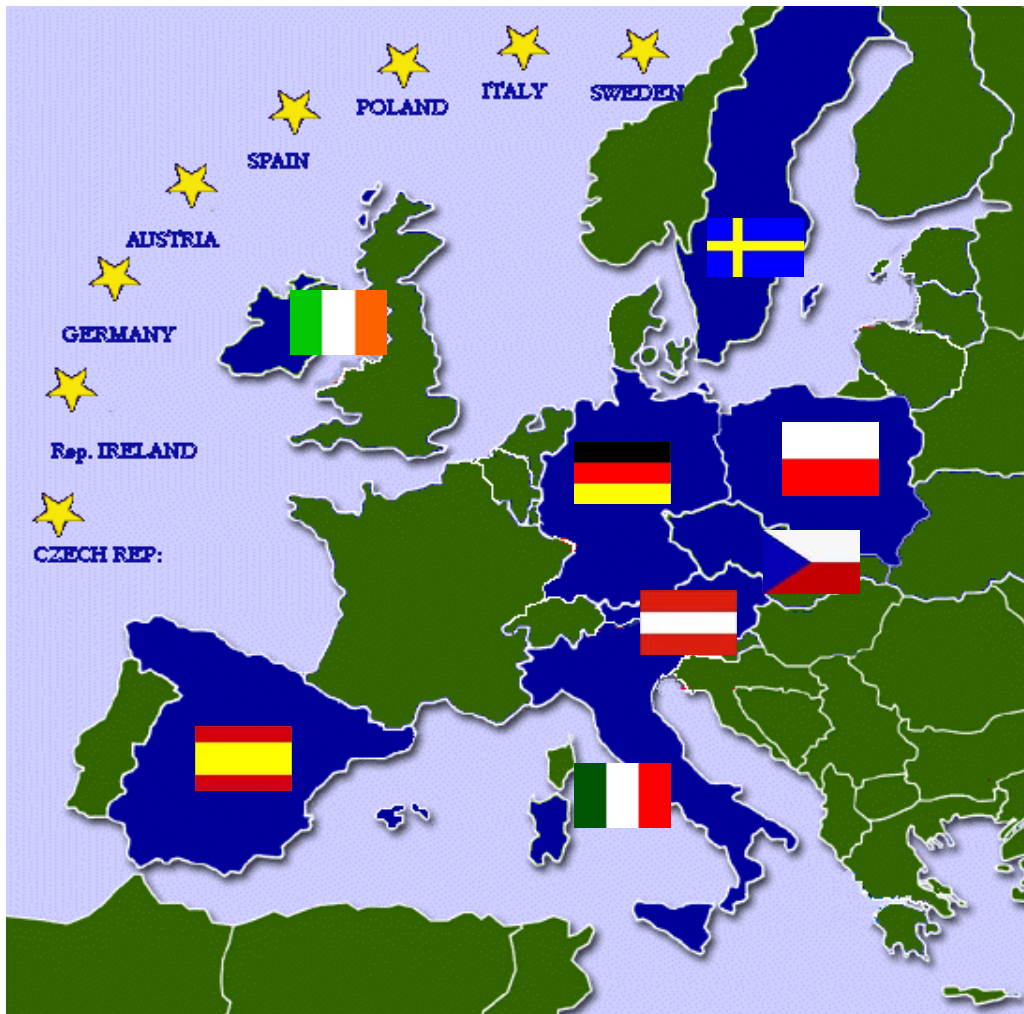 SWEDEN
ITALY
POLAND
SPAIN
AUSTRIA
GERMANY
Rep. IRELAND
CZECH REP: